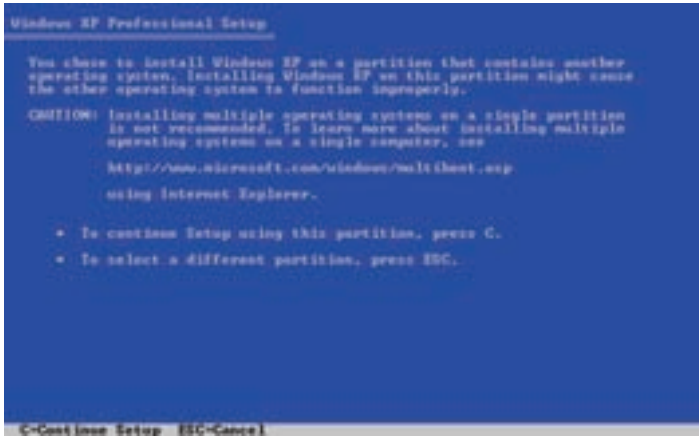 Windows XP Professional Setup
You chose to install Windows XP on a partition that contains another
operating system. Installing Windows XP on this partition might cause
the other operating system to function improperly.
CAUTION: Installing multiple operating systems on a single partition
is not recommended. To learn more about installing multiple
operating systems on a single computer, see
http://www.microsoft.com/windows/multiboot.asp
using Internet Explorer.
• To continue Setup using this partition, press C.
• To select a different partition, press ESC.
C=Continue Setup ESC=Cancel